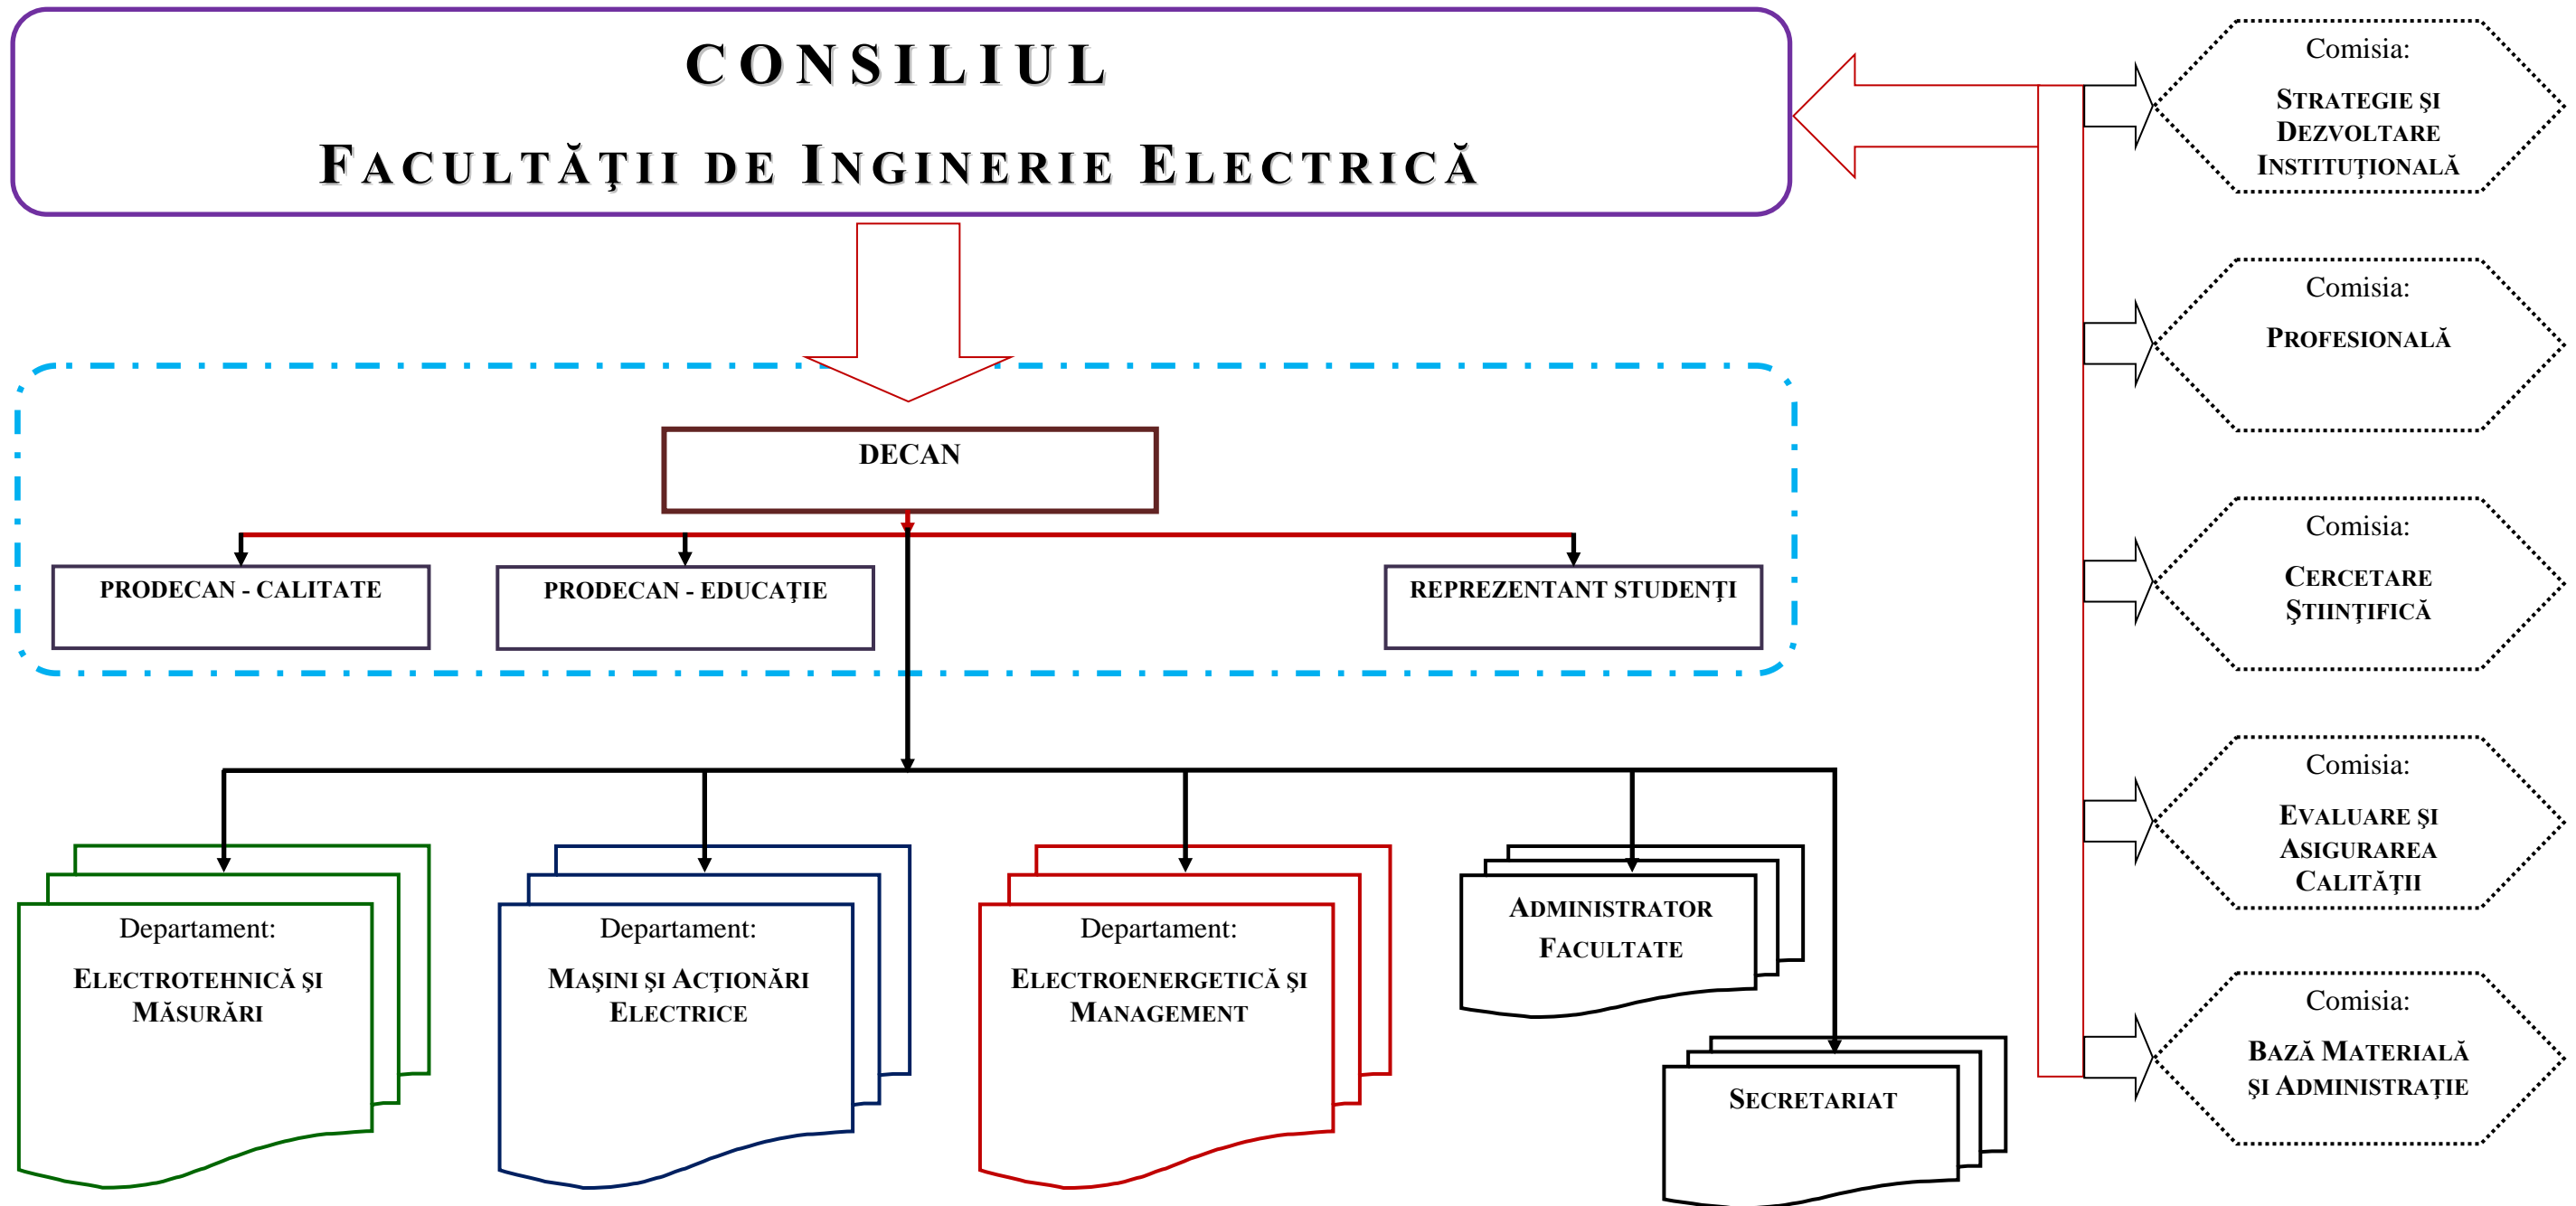 CONSILIUL
FACULTĂŢII DE INGINERIE ELECTRICĂ
DECAN
PRODECAN - CALITATE
PRODECAN - EDUCAŢIE
REPREZENTANT STUDENŢI
Departament:
ELECTROTEHNICĂ ŞI
MĂSURĂRI
Departament:
MAŞINI ŞI ACŢIONĂRI
ELECTRICE
Departament:
ELECTROENERGETICĂ ŞI
MANAGEMENT
ADMINISTRATOR
FACULTATE
SECRETARIAT
Comisia:
STRATEGIE ŞI
DEZVOLTARE
INSTITUŢIONALĂ
Comisia:
PROFESIONALĂ
Comisia:
CERCETARE
ŞTIINŢIFICĂ
Comisia:
EVALUARE ŞI
ASIGURAREA
CALITĂŢII
Comisia:
BAZĂ MATERIALĂ
ŞI ADMINISTRAŢIE